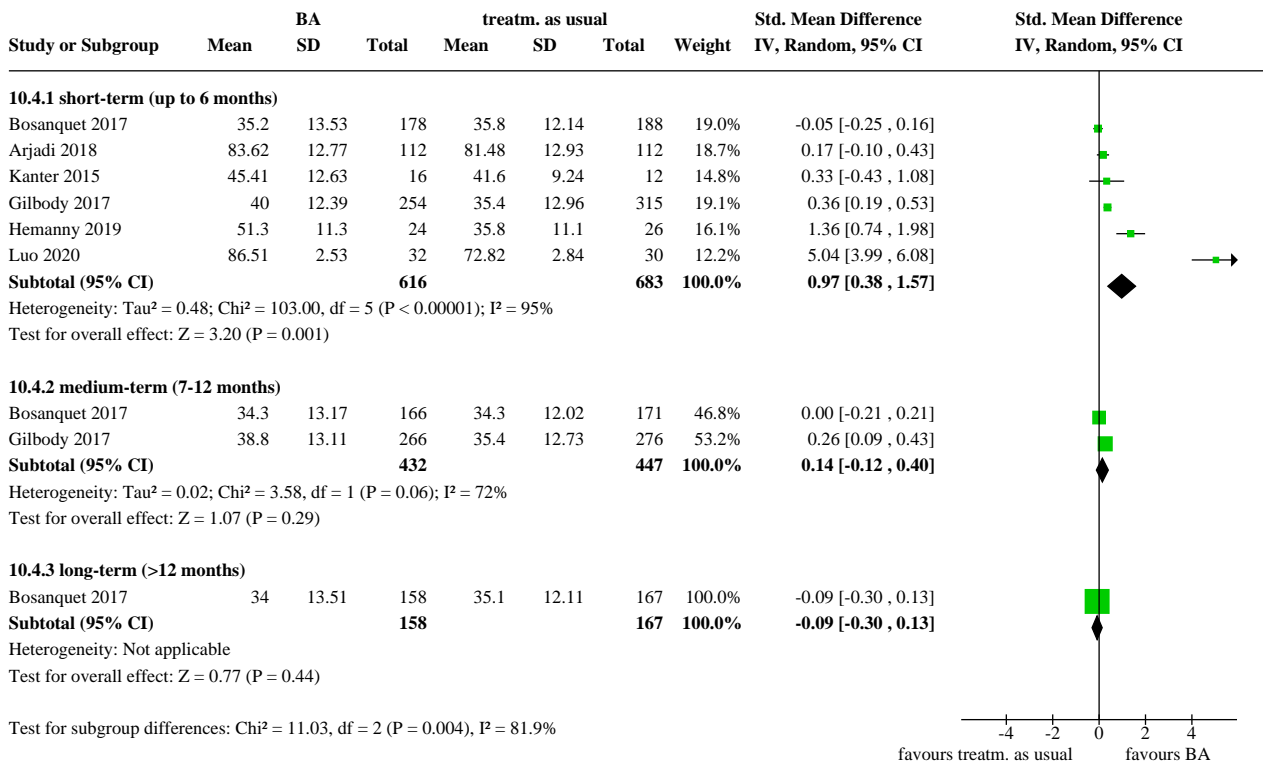 BA treatm. as usual Std. Mean Difference Std. Mean Difference
Study or Subgroup Mean SD Total Mean SD Total Weight IV, Random, 95% CI IV, Random, 95% CI
10.4.1 short-term (up to 6 months)
Bosanquet 2017 35.2 13.53 178 35.8 12.14 188 19.0% -0.05 [-0.25 , 0.16]
Arjadi 2018 83.62 12.77 112 81.48 12.93 112 18.7% 0.17 [-0.10 , 0.43]
Kanter 2015 45.41 12.63 16 41.6 9.24 12 14.8% 0.33 [-0.43 , 1.08]
Gilbody 2017 40 12.39 254 35.4 12.96 315 19.1% 0.36 [0.19 , 0.53]
Hemanny 2019 51.3 11.3 24 35.8 11.1 26 16.1% 1.36 [0.74 , 1.98]
Luo 2020 86.51 2.53 32 72.82 2.84 30 12.2% 5.04 [3.99 , 6.08]
Subtotal (95% CI) 616 683 100.0% 0.97 [0.38 , 1.57]
Heterogeneity: Tau² = 0.48; Chi² = 103.00, df = 5 (P < 0.00001); I² = 95%
Test for overall effect: Z = 3.20 (P = 0.001)
10.4.2 medium-term (7-12 months)
Bosanquet 2017 34.3 13.17 166 34.3 12.02 171 46.8% 0.00 [-0.21 , 0.21]
Gilbody 2017 38.8 13.11 266 35.4 12.73 276 53.2% 0.26 [0.09 , 0.43]
Subtotal (95% CI) 432 447 100.0% 0.14 [-0.12 , 0.40]
Heterogeneity: Tau² = 0.02; Chi² = 3.58, df = 1 (P = 0.06); I² = 72%
Test for overall effect: Z = 1.07 (P = 0.29)
10.4.3 long-term (>12 months)
Bosanquet 2017 34 13.51 158 35.1 12.11 167 100.0% -0.09 [-0.30 , 0.13]
Subtotal (95% CI) 158 167 100.0% -0.09 [-0.30 , 0.13]
Heterogeneity: Not applicable
Test for overall effect: Z = 0.77 (P = 0.44)
Test for subgroup differences: Chi² = 11.03, df = 2 (P = 0.004), I² = 81.9%
-4 -2 0 2 4
favours treatm. as usual favours BA